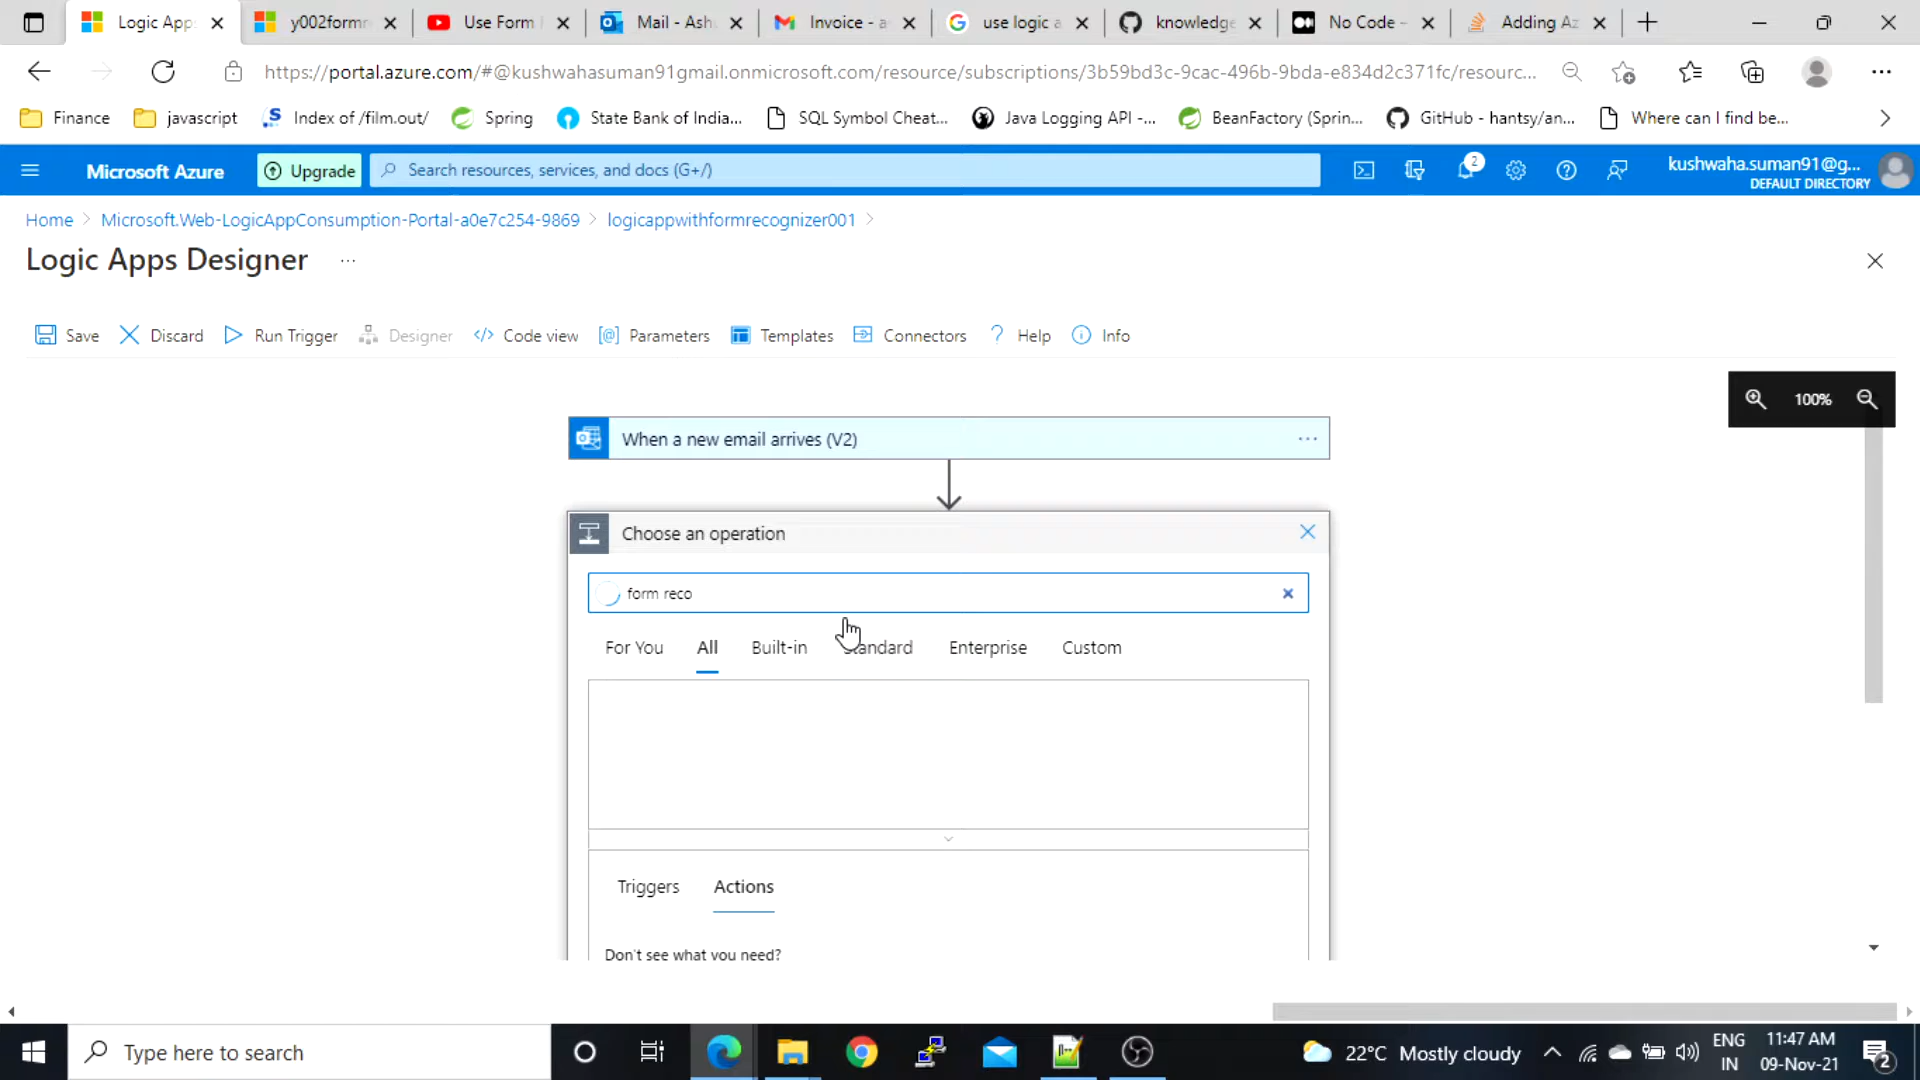 Logic App
y002formr
Use Form
Mail - Ash
Invoice - a
use logic a
knowledge
No Code -
Adding Az
https://portal.azure.com/#@kushwahasuman91gmail.onmicrosoft.com/resource/subscriptions/3b59bd3c-9cac-496b-9bda-e834d2c371fc/resourc...
Finance
javascript
Index of /film.out/
Spring
State Bank of India...
SQL Symbol Cheat...
Java Logging API -...
BeanFactory (Sprin...
GitHub - hantsy/an...
Where can I find be...
Microsoft Azure
Upgrade
Search resources, services, and docs (G+/)
2
kushwaha.suman91@g...
DEFAULT DIRECTORY
Home > Microsoft.Web-LogicAppConsumption-Portal-a0e7c254-9869 > logicappwithformrecognizer001 >
Logic Apps Designer ...
Save
Discard
Run Trigger
Designer
Code view
Parameters
Templates
Connectors
Help
Info
100%
When a new email arrives (V2)
Choose an operation
form reco
For You
All
Built-in
Standard
Enterprise
Custom
Triggers
Actions
Don't see what you need?
Type here to search
22°C Mostly cloudy
ENG
IN
11:47 AM
09-Nov-21
2